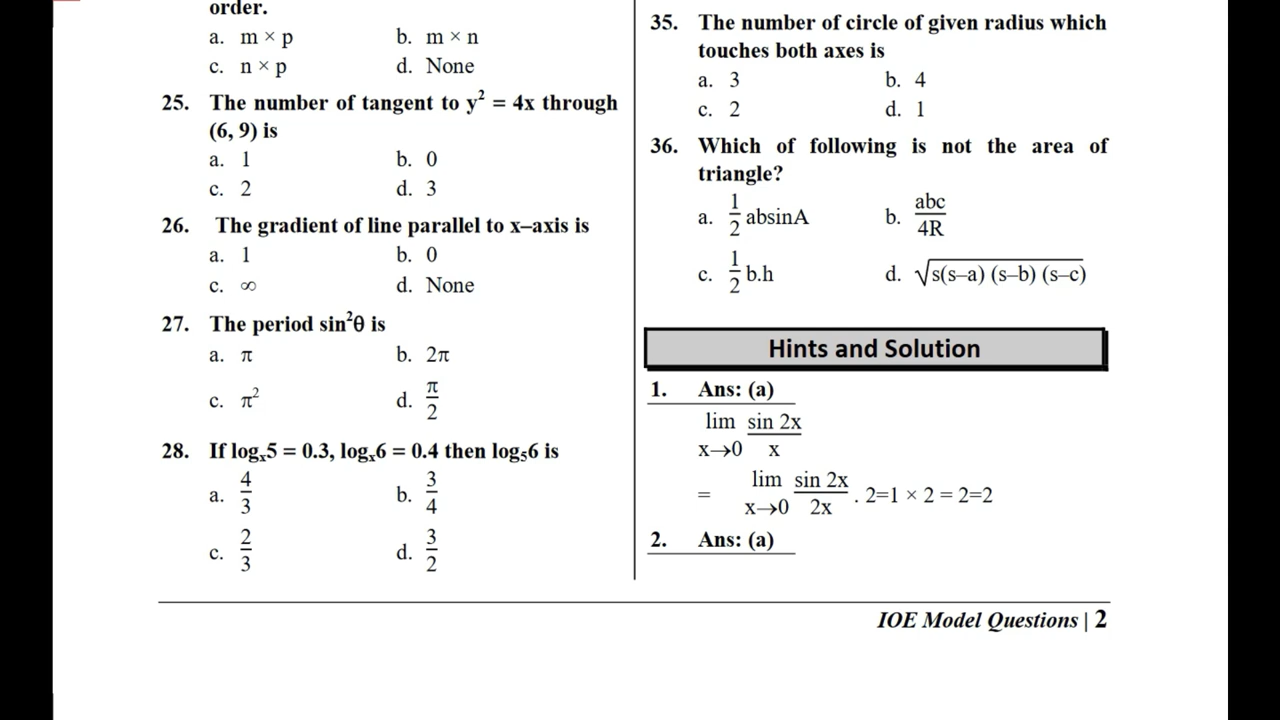 order.
a. m × p b. m × n
c. n × p d. None
25. The number of tangent to y² = 4x through
(6, 9) is
a. 1 b. 0
c. 2 d. 3
26. The gradient of line parallel to x–axis is
a. 1 b. 0
c. ∞ d. None
27. The period sin²θ is
a. π b. 2π
c. π² d. π/2
28. If logₓ5 = 0.3, logₓ6 = 0.4 then log₅6 is
a. 4/3 b. 3/4
c. 2/3 d. 3/2
35. The number of circle of given radius which
touches both axes is
a. 3 b. 4
c. 2 d. 1
36. Which of following is not the area of
triangle?
a. 1/2 absinA b. abc/4R
c. 1/2 b.h d. √s(s–a) (s–b) (s–c)
Hints and Solution
1. Ans: (a)
lim x→0 sin 2x/x
= lim x→0 sin 2x/2x . 2=1 × 2 = 2=2
2. Ans: (a)
IOE Model Questions | 2